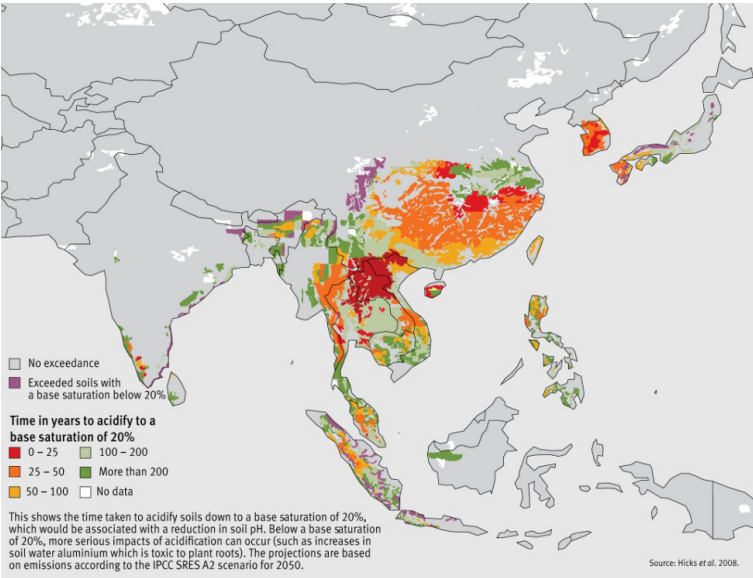 No exceedance
Exceeded soils with
a base saturation below 20%
Time in years to acidify to a
base saturation of 20%
0 – 25
100 – 200
25 – 50
More than 200
50 – 100
No data
This shows the time taken to acidify soils down to a base saturation of 20%,
which would be associated with a reduction in soil pH. Below a base saturation
of 20%, more serious impacts of acidification can occur (such as increases in
soil water aluminium which is toxic to plant roots). The projections are based
on emissions according to the IPCC SRES A2 scenario for 2050.
Source: Hicks et al. 2008.